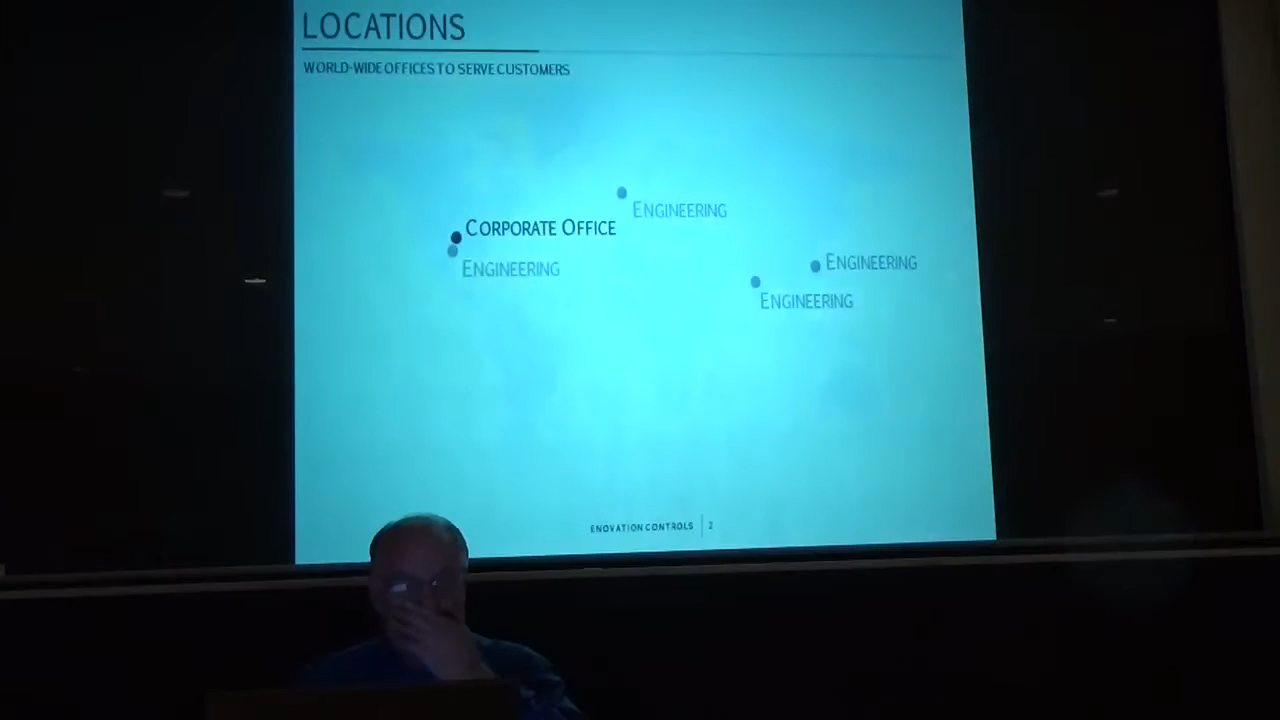 LOCATIONS
WORLD-WIDE OFFICES TO SERVE CUSTOMERS
ENGINEERING
CORPORATE OFFICE
ENGINEERING
ENGINEERING
ENGINEERING
ENOVATION CONTROLS | 2